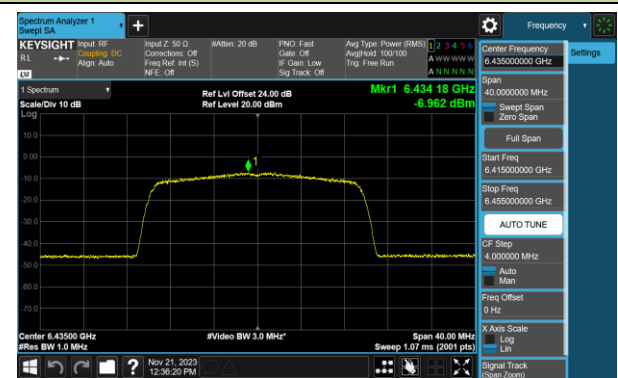 Spectrum Analyzer 1
Swept SA
+
Frequency
KEYSIGHT
Input: RF
Input Z: 50 Ω
#Atten: 20 dB
PNO: Fast
Avg Type: Power (RMS)
1 2 3 4 5 6
RL
Coupling: DC
Corrections: Off
Gate: Off
Avg|Hold: 100/100
A W W W W W
Align: Auto
Freq Ref: Int (S)
IF Gain: Low
Trig: Free Run
NFE: Off
Sig Track: Off
A N N N N N
LXI
Center Frequency
6.435000000 GHz
Settings
1 Spectrum
Ref Lvl Offset 24.00 dB
Mkr1 6.434 18 GHz
Scale/Div 10 dB
Ref Level 20.00 dBm
-6.962 dBm
Log
10.0
0.00
-10.0
-20.0
-30.0
-40.0
-50.0
-60.0
-70.0
1
Center 6.43500 GHz
#Video BW 3.0 MHz*
Span 40.00 MHz
#Res BW 1.0 MHz
Sweep 1.07 ms (2001 pts)
Span
40.0000000 MHz
Swept Span
Zero Span
Full Span
Start Freq
6.415000000 GHz
Stop Freq
6.455000000 GHz
AUTO TUNE
CF Step
4.000000 MHz
Auto
Man
Freq Offset
0 Hz
X Axis Scale
Log
Lin
Signal Track
(Span Zoom)
?
Nov 21, 2023
12:36:20 PM